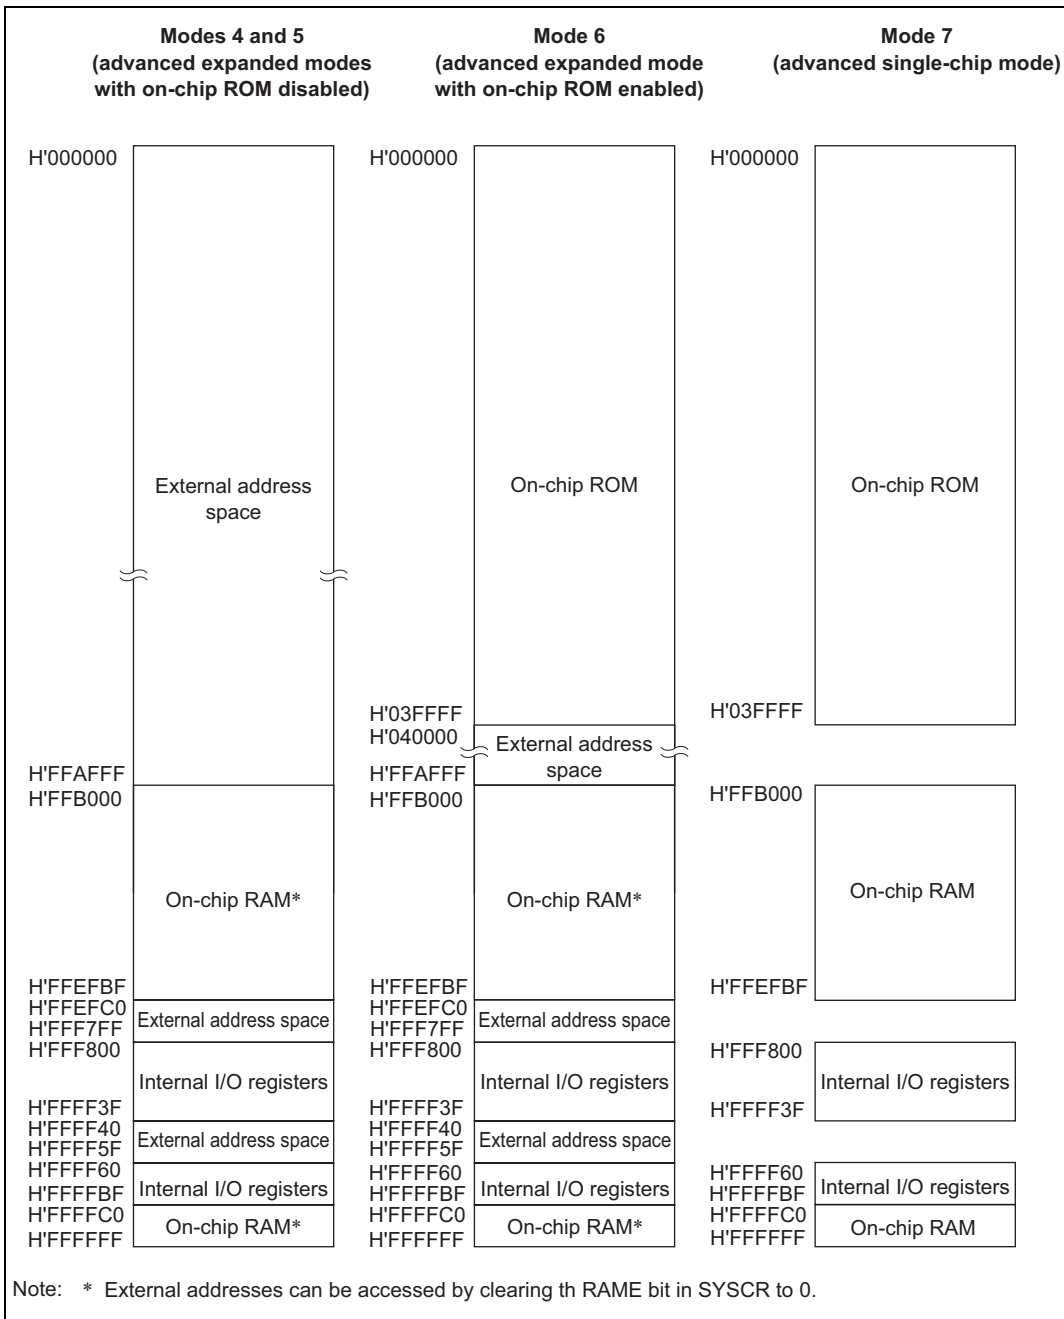 Modes 4 and 5
(advanced expanded modes
with on-chip ROM disabled)
Mode 6
(advanced expanded mode
with on-chip ROM enabled)
Mode 7
(advanced single-chip mode)
H'000000
External address
space
H'FFAFFF
H'FFB000
On-chip RAM*
H'FFEFBF
H'FFEFC0
External address space
H'FFF7FF
H'FFF800
Internal I/O registers
H'FFFF3F
H'FFFF40
External address space
H'FFFF5F
H'FFFF60
Internal I/O registers
H'FFFFBF
H'FFFFC0
On-chip RAM*
H'FFFFFF
H'000000
On-chip ROM
H'03FFFF
H'040000
External address
space
H'FFAFFF
H'FFB000
On-chip RAM*
H'FFEFBF
H'FFEFC0
External address space
H'FFF7FF
H'FFF800
Internal I/O registers
H'FFFF3F
H'FFFF40
External address space
H'FFFF5F
H'FFFF60
Internal I/O registers
H'FFFFBF
H'FFFFC0
On-chip RAM*
H'FFFFFF
H'000000
On-chip ROM
H'03FFFF
H'FFB000
On-chip RAM
H'FFEFBF
H'FFF800
Internal I/O registers
H'FFFF3F
H'FFFF60
Internal I/O registers
H'FFFFBF
H'FFFFC0
On-chip RAM
H'FFFFFF
Note: * External addresses can be accessed by clearing th RAME bit in SYSCR to 0.